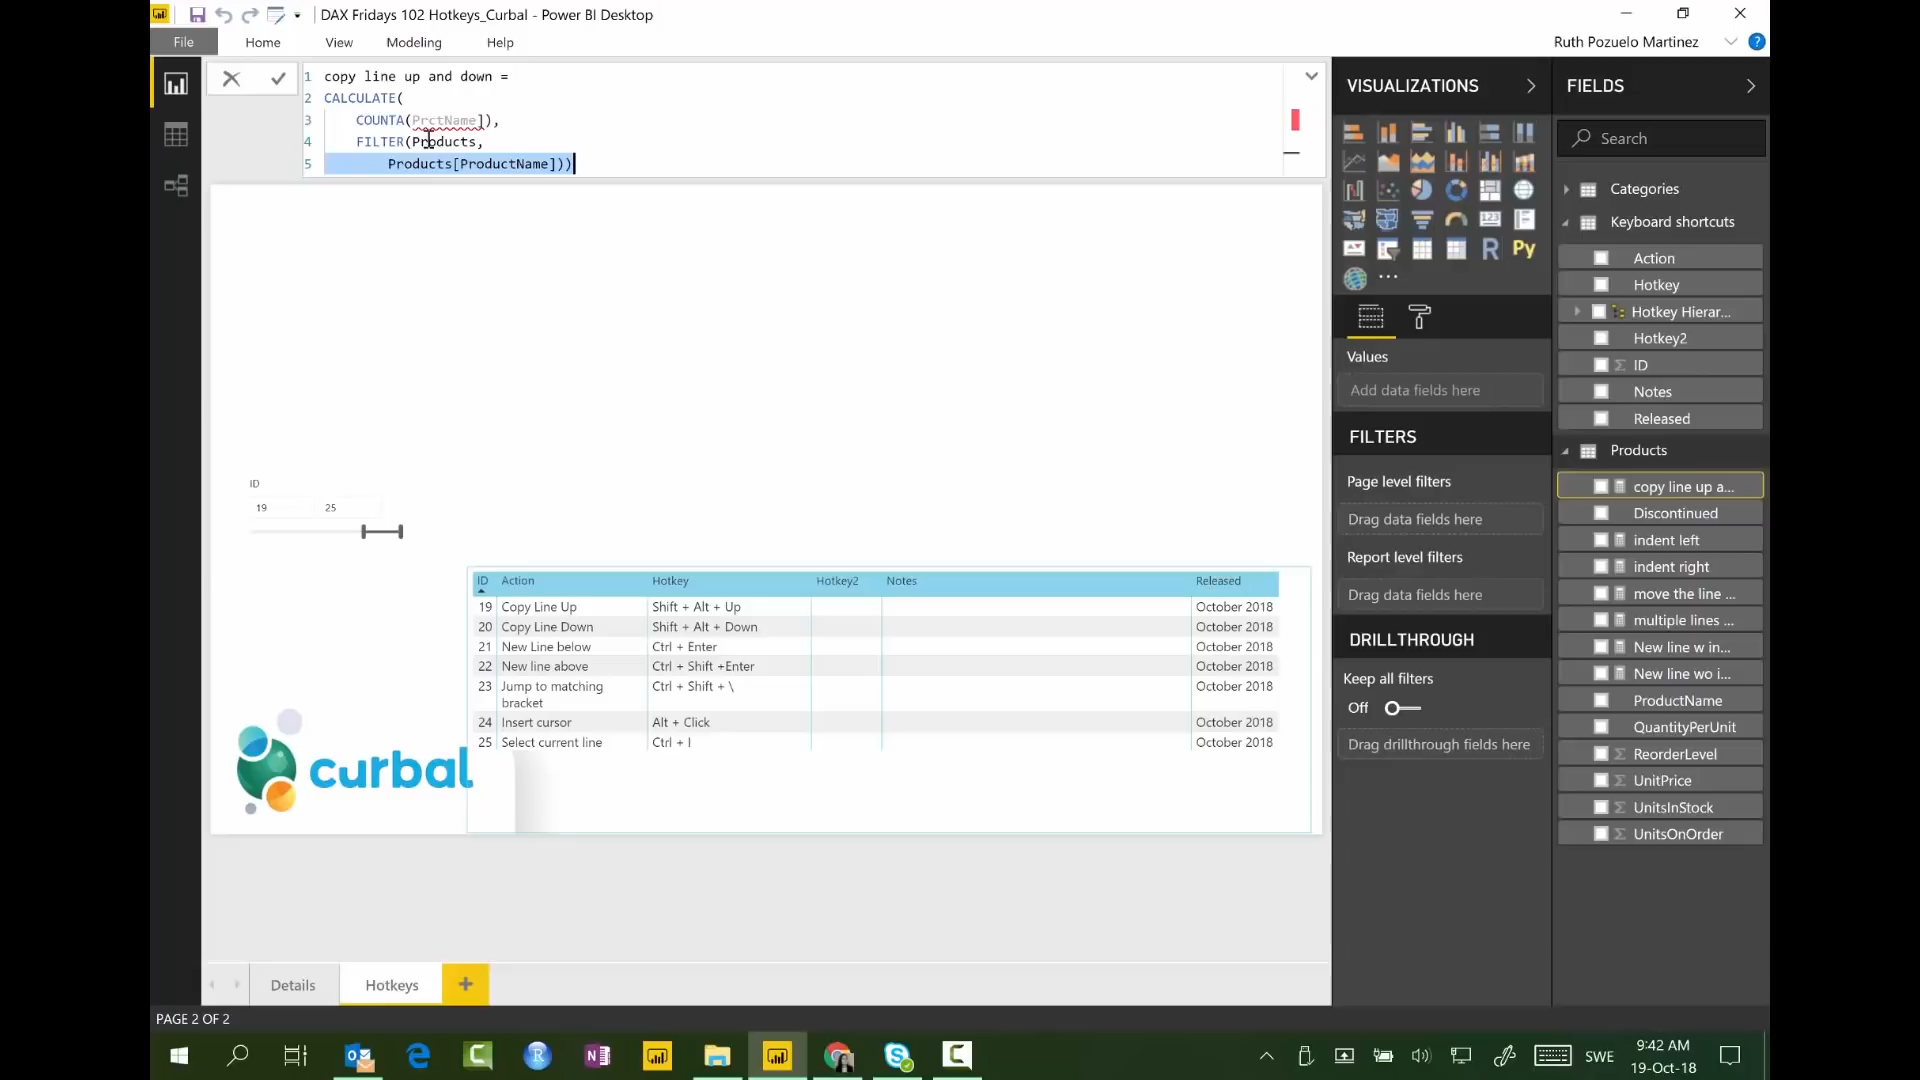 DAX Fridays 102 Hotkeys_Curbal - Power BI Desktop
File
Home
View
Modeling
Help
Ruth Pozuelo Martinez
?
1 copy line up and down =
2 CALCULATE(
3 COUNTA(PrctName]),
4 FILTER(Products,
5 Products[ProductName]))
VISUALIZATIONS
R
Py
Values
Add data fields here
FILTERS
Page level filters
Drag data fields here
Report level filters
Drag data fields here
DRILLTHROUGH
Keep all filters
Off
Drag drillthrough fields here
FIELDS
Search
Categories
Keyboard shortcuts
Action
Hotkey
Hotkey Hierar...
Hotkey2
Σ ID
Notes
Released
Products
copy line up a...
Discontinued
indent left
indent right
move the line ...
multiple lines ...
New line w in...
New line wo i...
ProductName
QuantityPerUnit
Σ ReorderLevel
Σ UnitPrice
Σ UnitsInStock
Σ UnitsOnOrder
ID
19 25
ID Action Hotkey Hotkey2 Notes Released
19 Copy Line Up Shift + Alt + Up October 2018
20 Copy Line Down Shift + Alt + Down October 2018
21 New Line below Ctrl + Enter October 2018
22 New line above Ctrl + Shift +Enter October 2018
23 Jump to matching Ctrl + Shift + \ October 2018
bracket
24 Insert cursor Alt + Click October 2018
25 Select current line Ctrl + I October 2018
curbal
Details
Hotkeys
+
PAGE 2 OF 2
SWE
9:42 AM
19-Oct-18